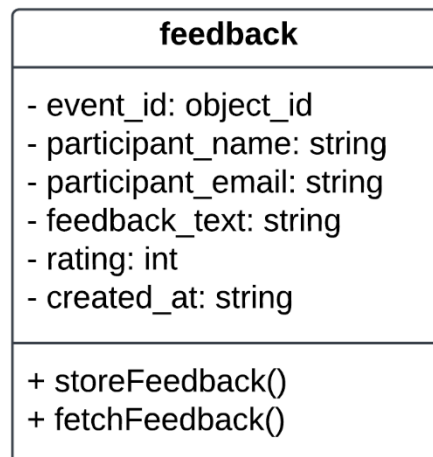 feedback
- event_id: object_id
- participant_name: string
- participant_email: string
- feedback_text: string
- rating: int
- created_at: string
+ storeFeedback()
+ fetchFeedback()